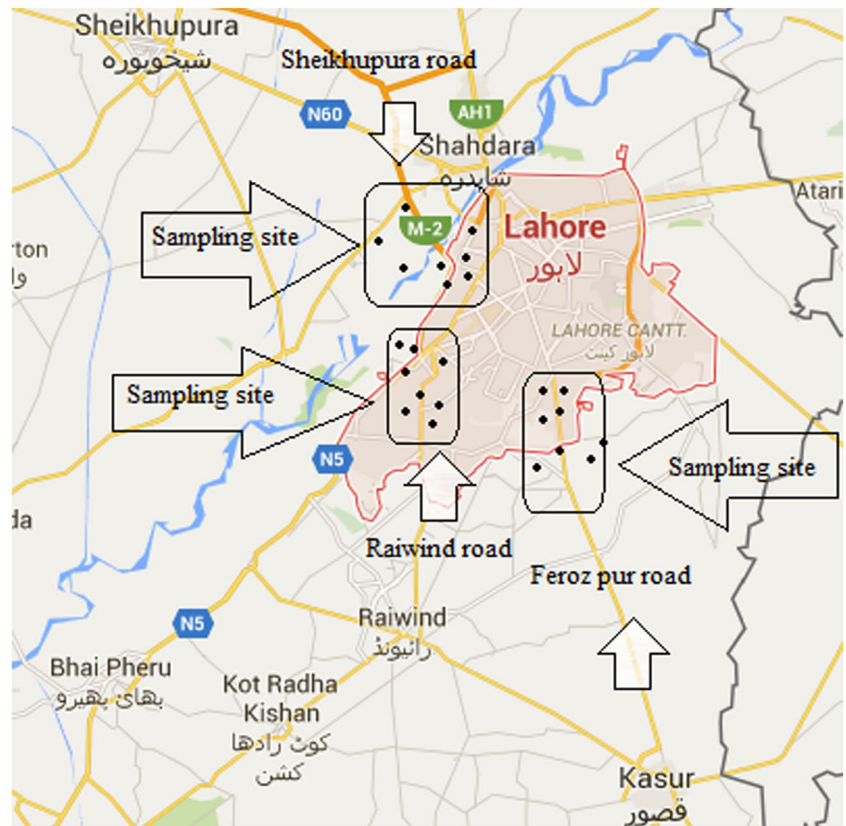 Sheikhupura
شیخوپورہ
Sheikhupura road
N60
AH1
Shahdara
شاہدرہ
Atari
Sampling site
M-2
Lahore
لاہور
rton
LAHORE CANTT.
لاہور کینٹ
Sampling site
N5
Sampling site
da
Raiwind road
Feroz pur road
N5
Raiwind
رائیونڈ
Bhai Pheru
بھائ پھیرو
Kot Radha
Kishan
کوٹ رادھا
کشن
Kasur
قصور